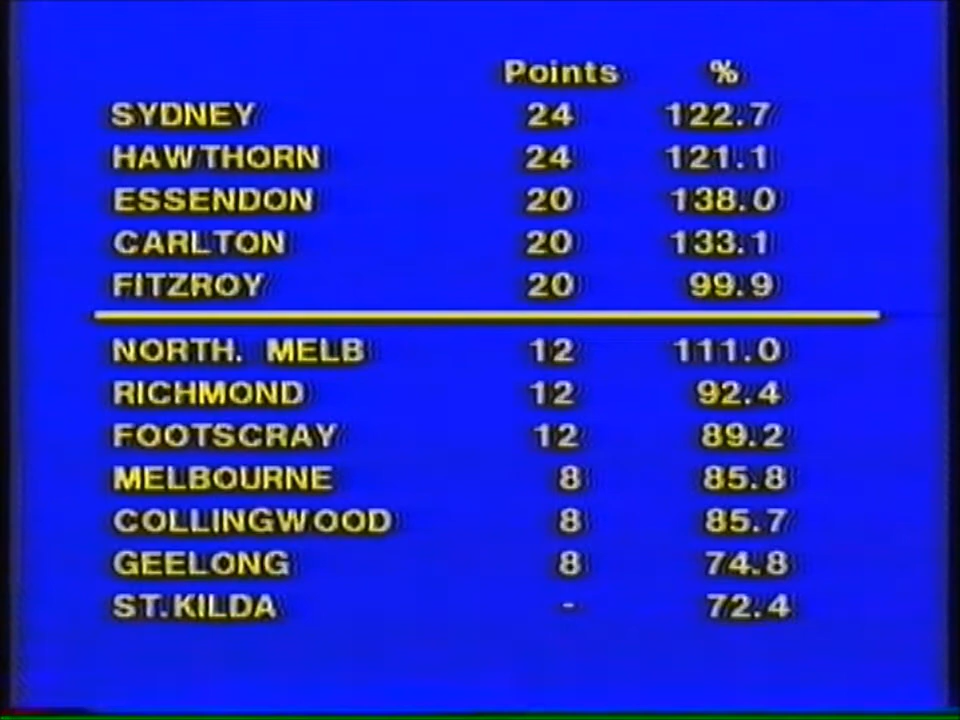 Points %
SYDNEY 24 122.7
HAWTHORN 24 121.1
ESSENDON 20 138.0
CARLTON 20 133.1
FITZROY 20 99.9
NORTH. MELB 12 111.0
RICHMOND 12 92.4
FOOTSCRAY 12 89.2
MELBOURNE 8 85.8
COLLINGWOOD 8 85.7
GEELONG 8 74.8
ST.KILDA - 72.4